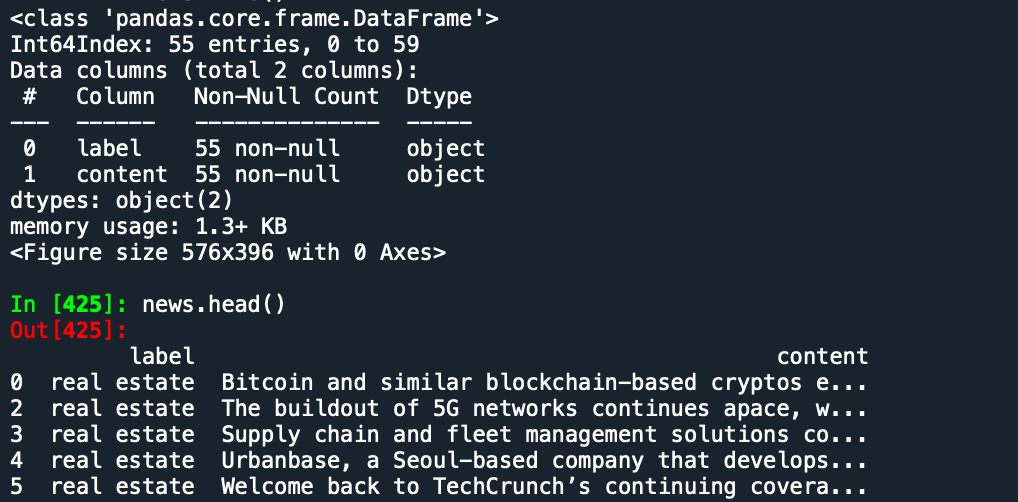 <class 'pandas.core.frame.DataFrame'>
Int64Index: 55 entries, 0 to 59
Data columns (total 2 columns):
 #   Column   Non-Null Count  Dtype
---  ------   --------------  -----
 0   label    55 non-null     object
 1   content  55 non-null     object
dtypes: object(2)
memory usage: 1.3+ KB
<Figure size 576x396 with 0 Axes>
In [425]: news.head()
Out[425]:
         label                                            content
0  real estate  Bitcoin and similar blockchain-based cryptos e...
2  real estate  The buildout of 5G networks continues apace, w...
3  real estate  Supply chain and fleet management solutions co...
4  real estate  Urbanbase, a Seoul-based company that develops...
5  real estate  Welcome back to TechCrunch’s continuing covera...